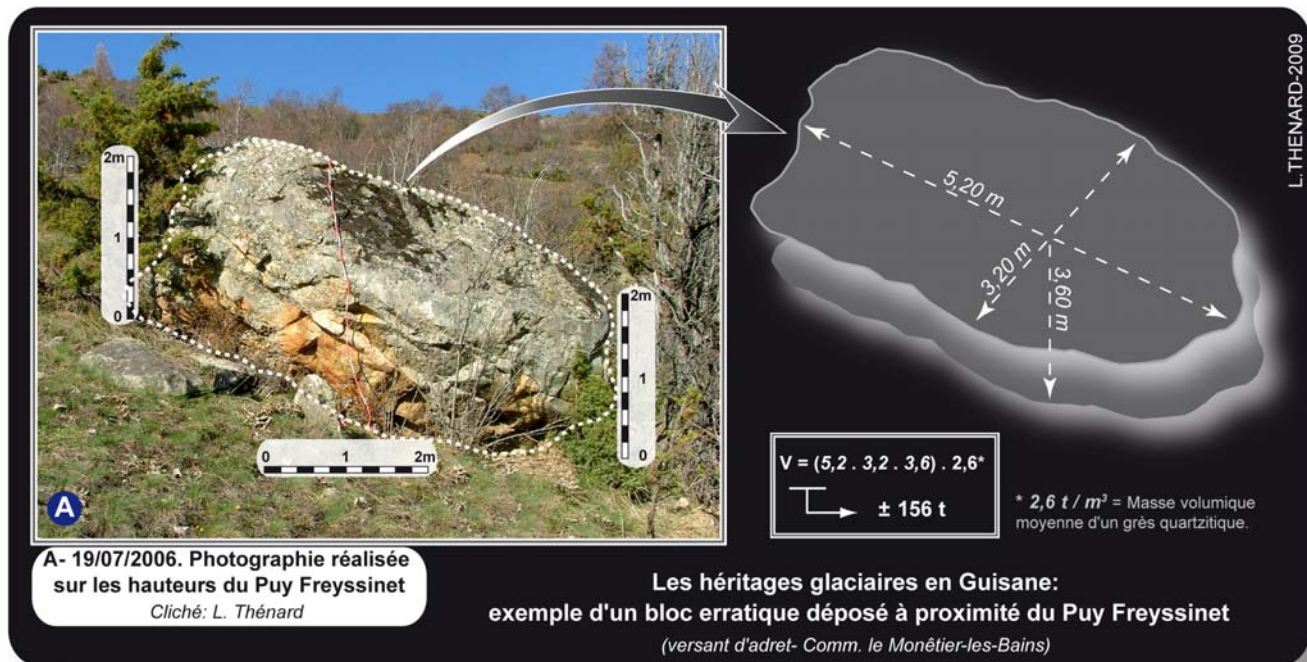 2m
1
0
2m
1
0
0 1 2m
A
L.THENARD-2009
5,20 m
3,20 m
3,60 m
V = (5,2 . 3,2 . 3,6) . 2,6*
± 156 t
* 2,6 t / m³ = Masse volumique
moyenne d'un grès quartzitique.
A- 19/07/2006. Photographie réalisée
sur les hauteurs du Puy Freyssinet
Cliché: L. Thénard
Les héritages glaciaires en Guisane:
exemple d'un bloc erratique déposé à proximité du Puy Freyssinet
(versant d'adret- Comm. le Monêtier-les-Bains)